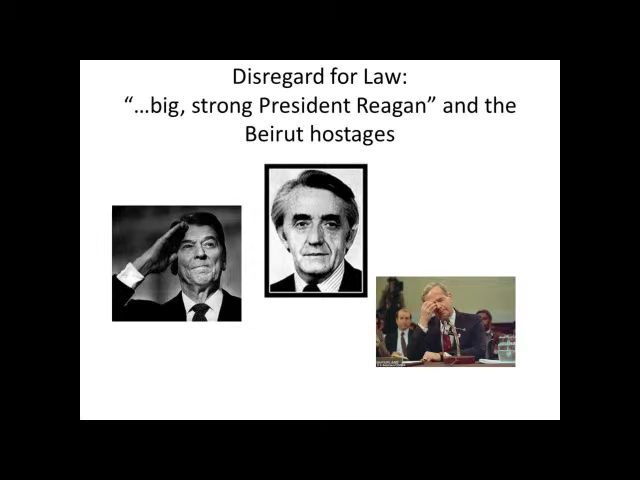 Disregard for Law:
“…big, strong President Reagan” and the
Beirut hostages